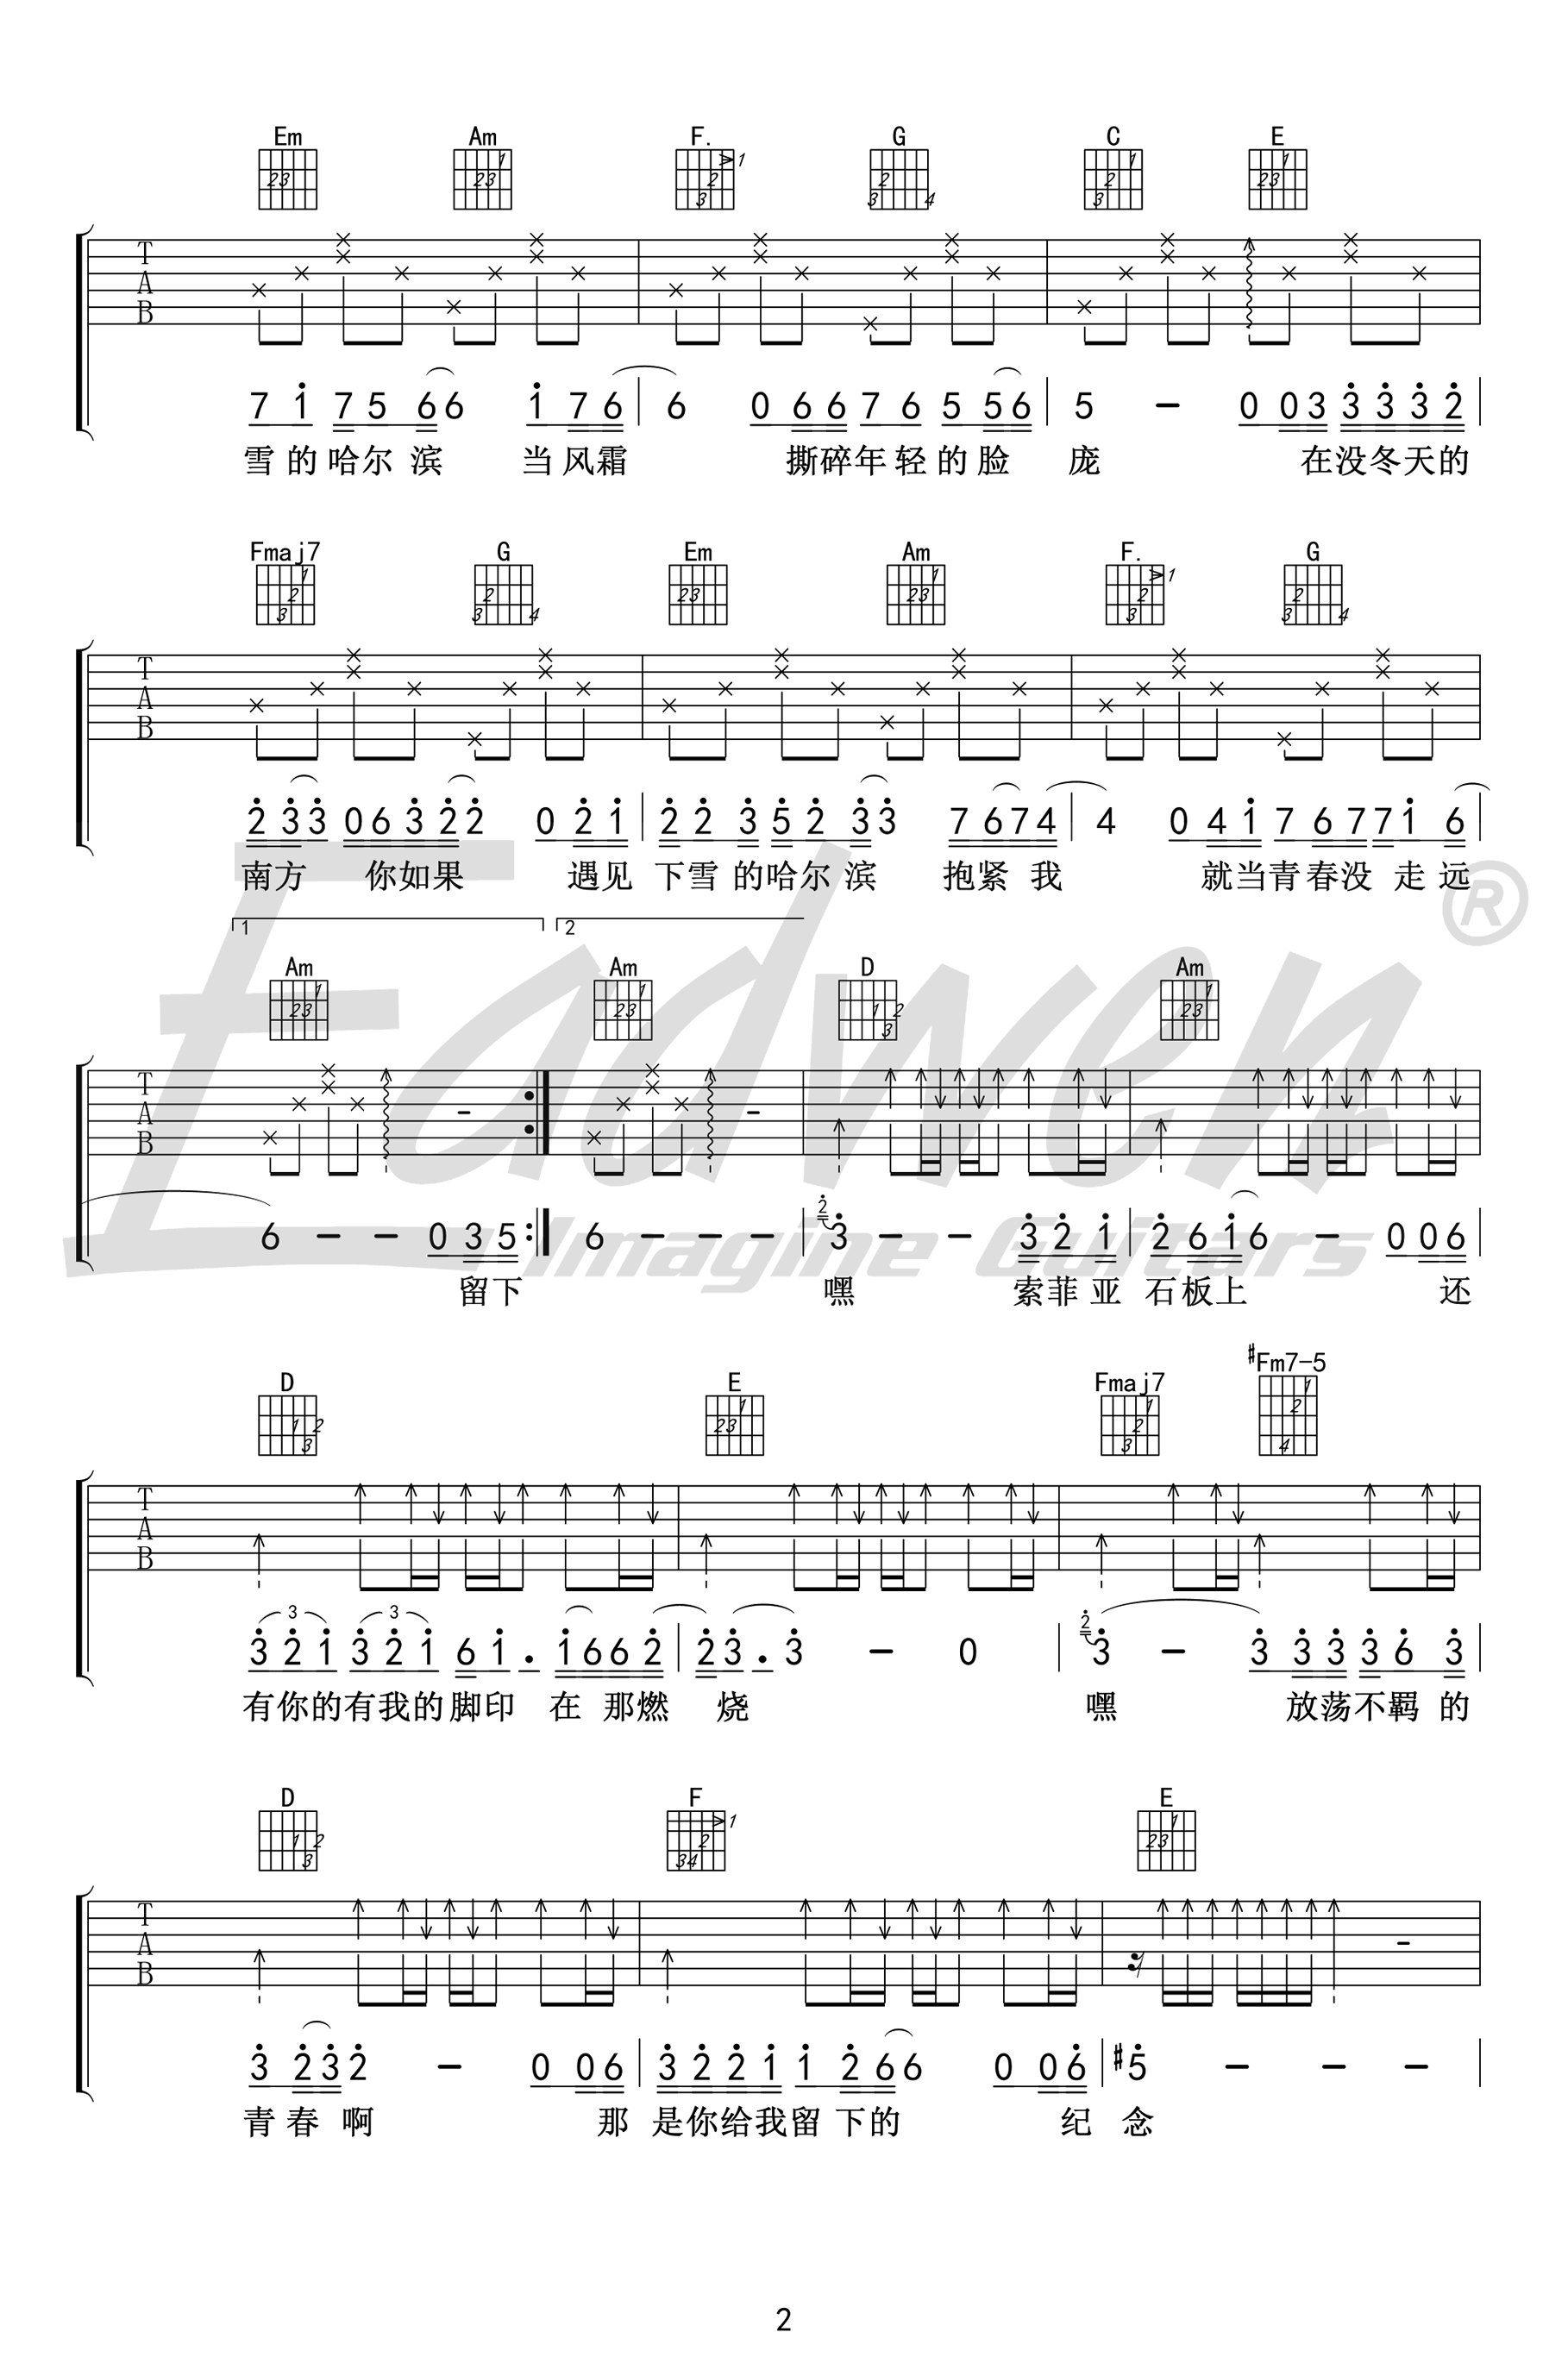 Em Am F. G C E
T A B
7 1 7 5 6 6 1 7 6 | 6 0 6 6 7 6 5 5 6 | 5 - 0 0 3 3 3 3 2
雪 的 哈 尔 滨 当 风 霜 撕 碎 年 轻 的 脸 庞 在 没 冬 天 的
Fmaj7 G Em Am F. G
T A B
2 3 3 0 6 3 2 2 0 2 1 | 2 2 3 5 2 3 3 7 6 7 4 | 4 0 4 1 7 6 7 7 1 6
南 方 你 如 果 遇 见 下 雪 的 哈 尔 滨 抱 紧 我 就 当 青 春 没 走 远
1 2
Am Am D Am
T A B
6 - - 0 3 5 :| 6 - - - | 2 3 - - 3 2 1 | 2 6 1 6 - 0 0 6
留 下 嘿 索 菲 亚 石 板 上 还
D E Fmaj7 #Fm7-5
T A B
3 2 1 3 2 1 6 1 . 1 6 6 2 | 2 3 . 3 - 0 | 2 3 - 3 3 3 3 6 3
有 你 的 有 我 的 脚 印 在 那 燃 烧 嘿 放 荡 不 羁 的
D F E
T A B
3 2 3 2 - 0 0 6 | 3 2 2 1 1 2 6 6 0 0 6 | #5 - - -
青 春 啊 那 是 你 给 我 留 下 的 纪 念
Eadwen ®
Imagine Guitars
2